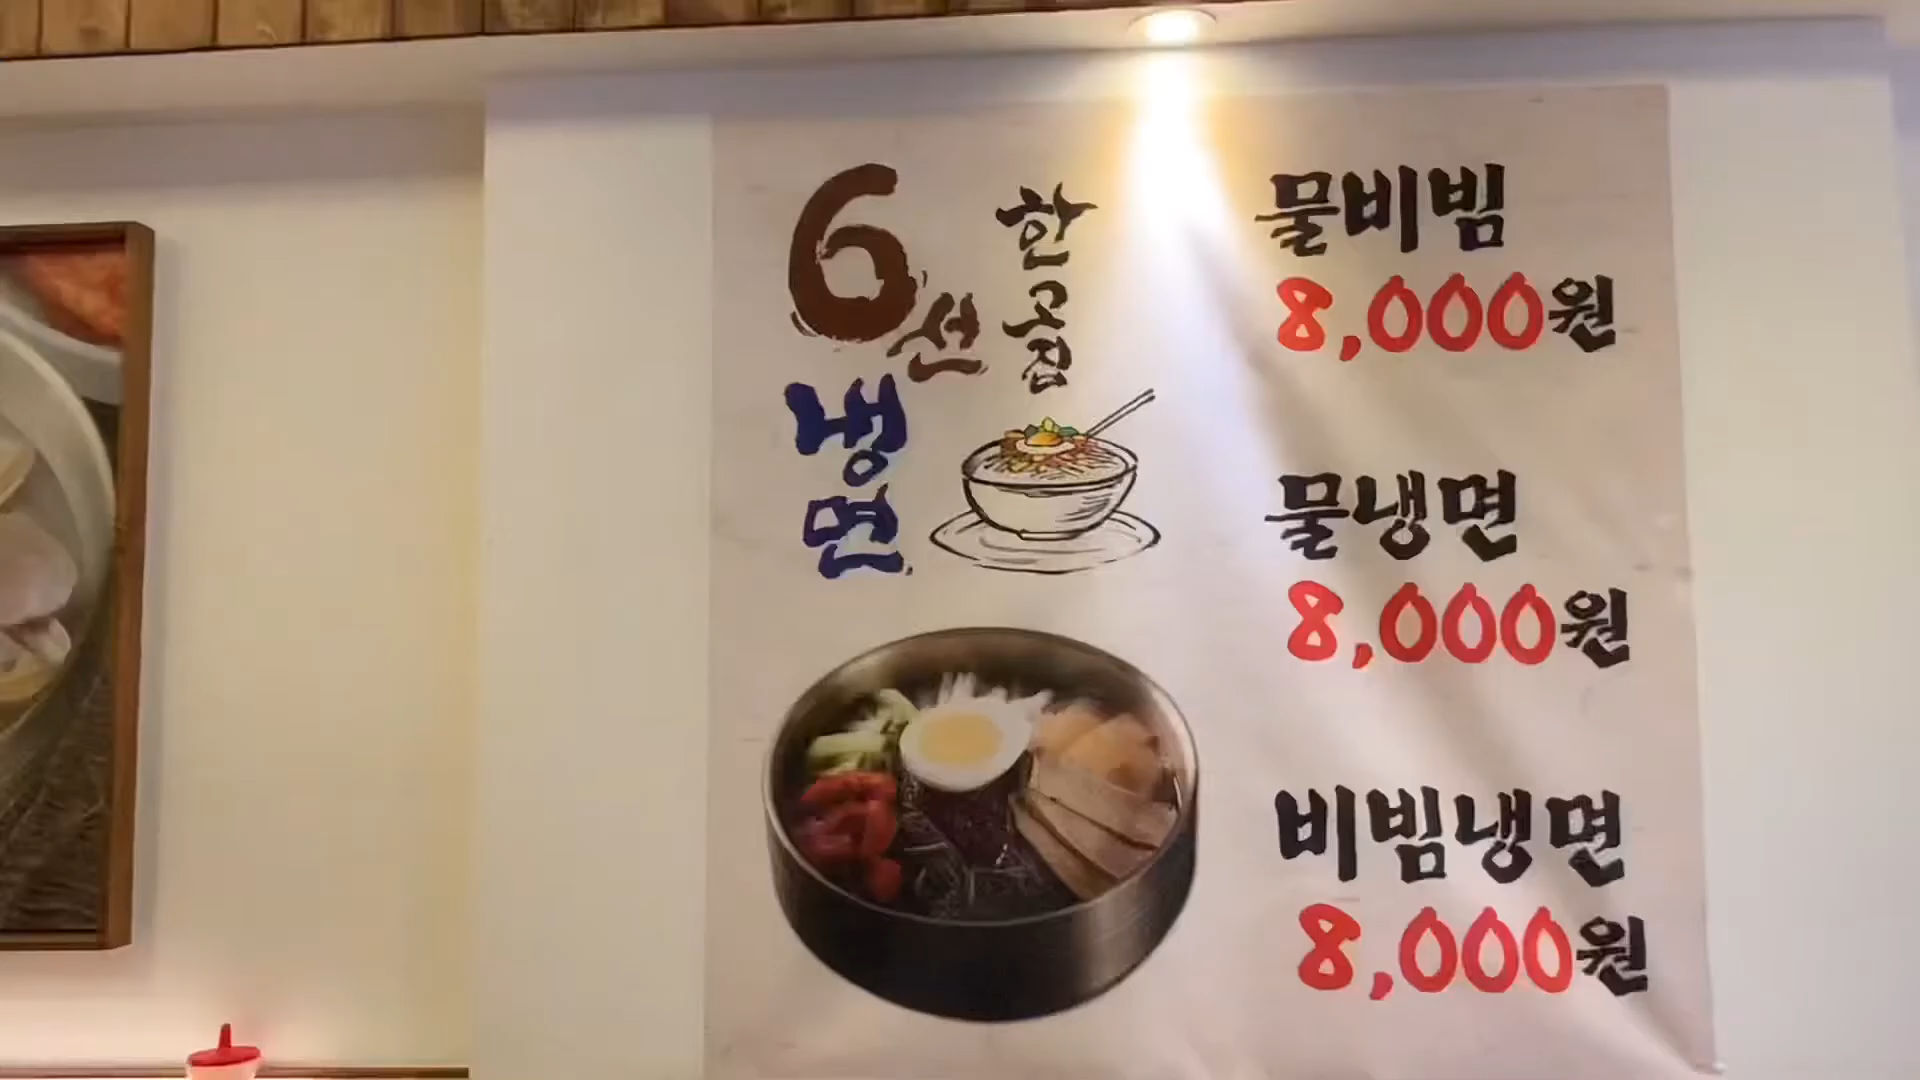 6선
냉면
한국집
물비빔
8,000원
물냉면
8,000원
비빔냉면
8,000원